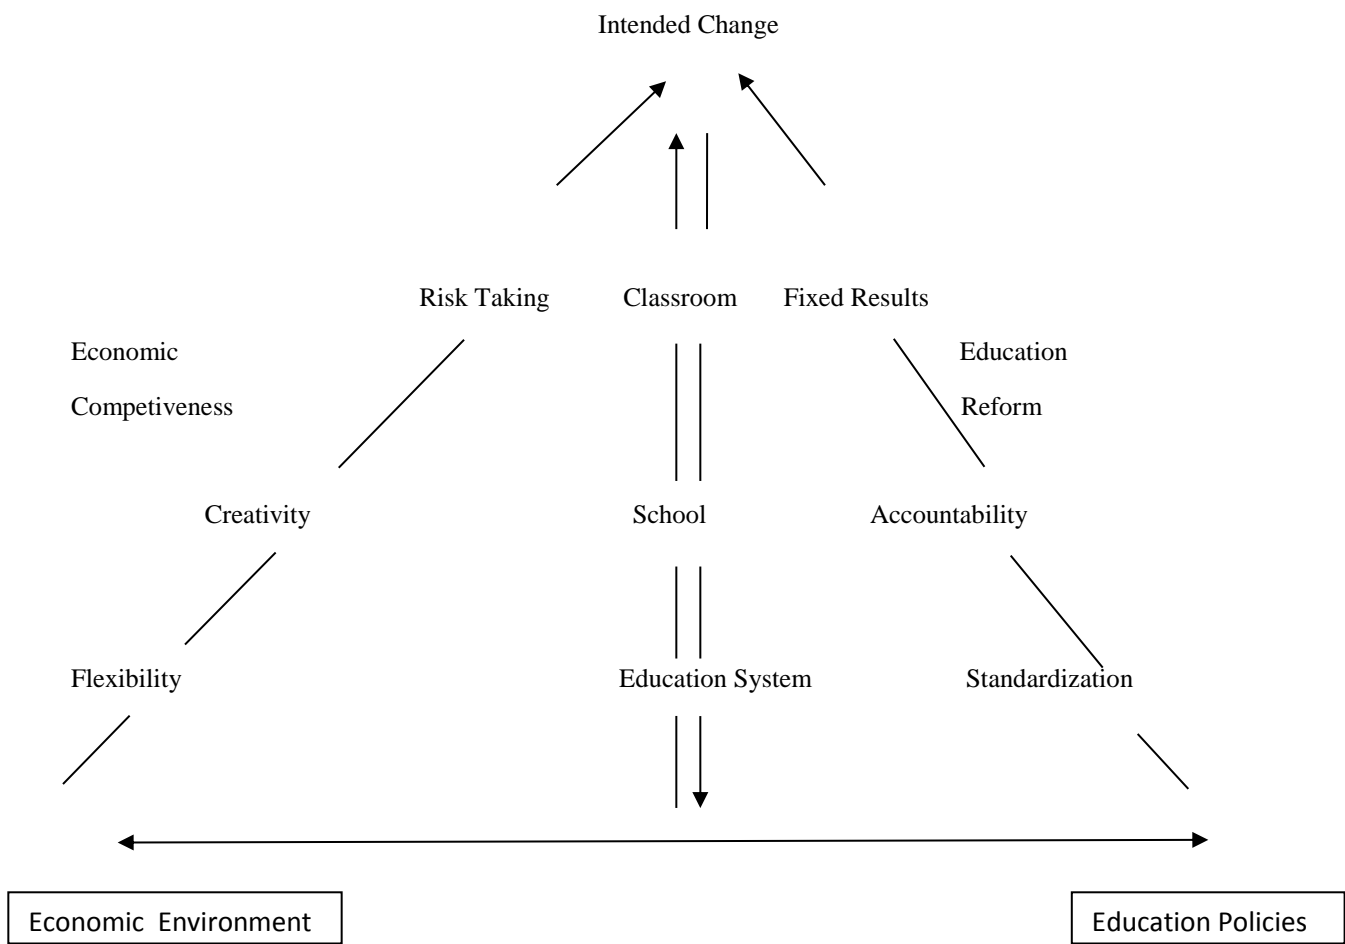 Intended Change
Risk Taking Classroom Fixed Results
Economic Education
Competiveness Reform
Creativity School Accountability
Flexibility Education System Standardization
Economic Environment Education Policies